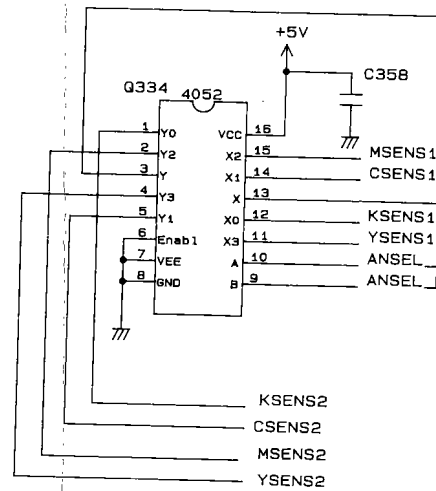 +5V
C358
Q334 4052
1 Y0 VCC 16
2 Y2 X2 15 MSENS1
3 Y X1 14 CSENS1
4 Y3 X 13
5 Y1 X0 12 KSENS1
6 Enabl X3 11 YSENS1
7 VEE A 10 ANSEL_
8 GND B 9 ANSEL_
KSENS2
CSENS2
MSENS2
YSENS2